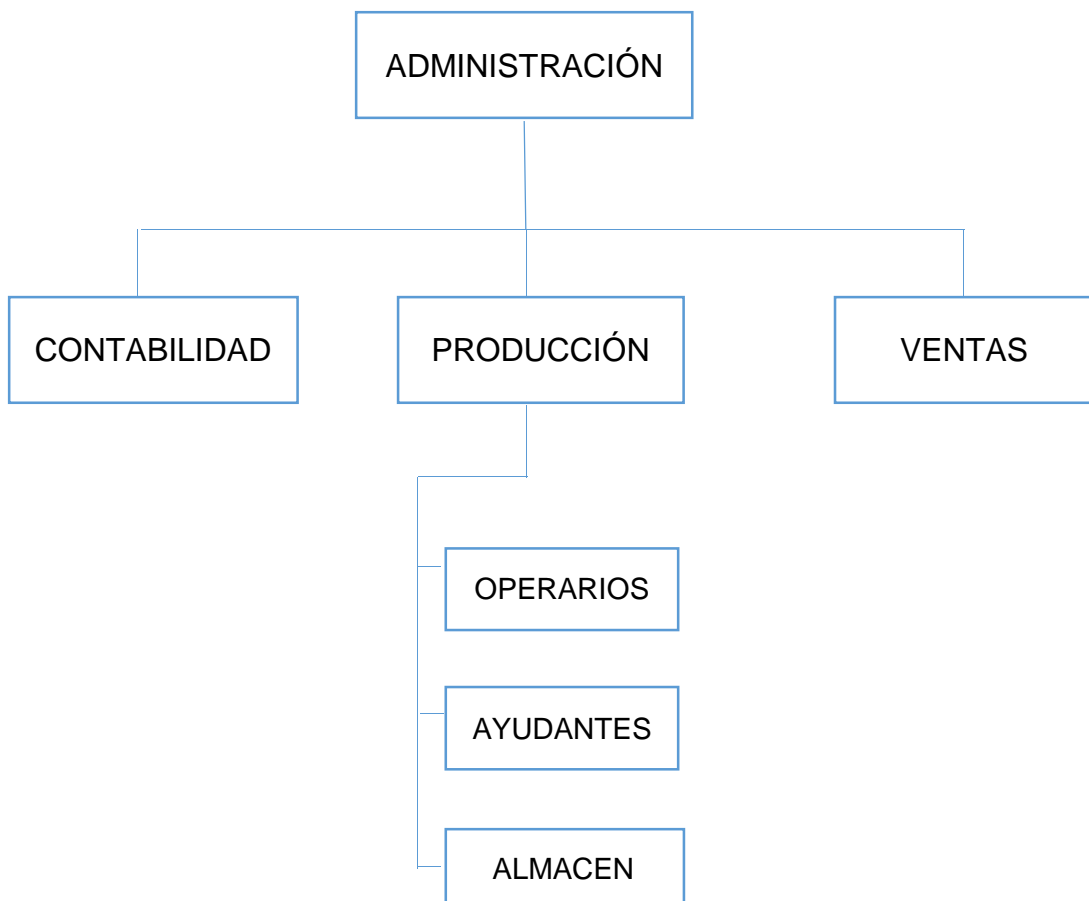 ADMINISTRACIÓN
CONTABILIDAD
PRODUCCIÓN
VENTAS
OPERARIOS
AYUDANTES
ALMACEN